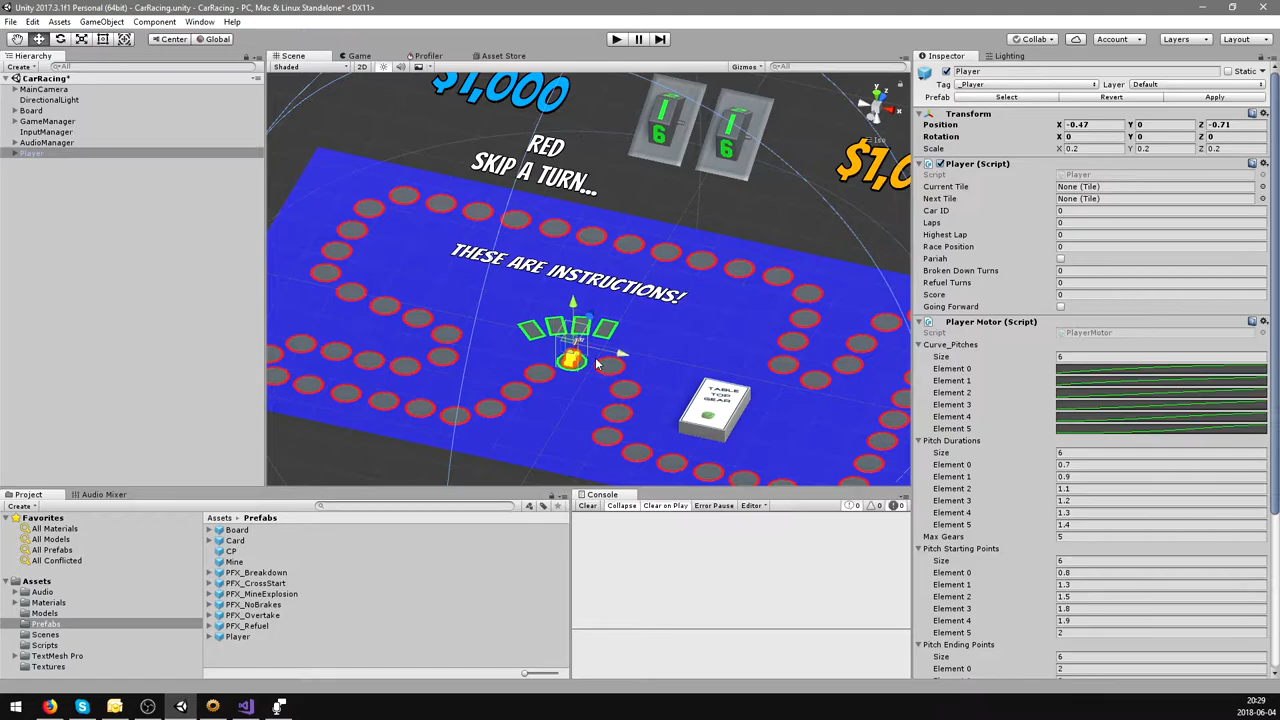 Unity 2017.3.1f1 Personal (64bit) - CarRacing.unity - CarRacing - PC, Mac & Linux Standalone* <DX11>
File Edit Assets GameObject Component Window Help
Center Global Collab Account Layers Layout
Hierarchy
Create All
CarRacing*
MainCamera
DirectionalLight
Board
GameManager
InputManager
AudioManager
Player
Scene Game Profiler Asset Store
Shaded 2D Gizmos All
$1,000
1 6
1 6
y
x
Iso
$1,0
RED
SKIP A TURN...
THESE ARE INSTRUCTIONS!
TABLE
TOP
GEAR
Project Audio Mixer
Create
Favorites
All Materials
All Models
All Prefabs
All Conflicted
Assets
Audio
Materials
Models
Prefabs
Scenes
Scripts
TextMesh Pro
Textures
Assets Prefabs
Board
Card
CP
Mine
PFX_Breakdown
PFX_CrossStart
PFX_MineExplosion
PFX_NoBrakes
PFX_Overtake
PFX_Refuel
Player
Console
Clear Collapse Clear on Play Error Pause Editor 0 0 0
Inspector Lighting
Player Static
Tag _Player Layer Default
Prefab Select Revert Apply
Transform
Position X -0.47 Y 0 Z -0.71
Rotation X 0 Y 0 Z 0
Scale X 0.2 Y 0.2 Z 0.2
Player (Script)
Script Player
Current Tile None (Tile)
Next Tile None (Tile)
Car ID 0
Laps 0
Highest Lap 0
Race Position 0
Pariah
Broken Down Turns 0
Refuel Turns 0
Score 0
Going Forward
Player Motor (Script)
Script PlayerMotor
Curve_Pitches
Size 6
Element 0
Element 1
Element 2
Element 3
Element 4
Element 5
Pitch Durations
Size 6
Element 0 0.7
Element 1 0.9
Element 2 1.1
Element 3 1.2
Element 4 1.3
Element 5 1.4
Max Gears 5
Pitch Starting Points
Size 6
Element 0 0.8
Element 1 1.3
Element 2 1.5
Element 3 1.8
Element 4 1.9
Element 5 2
Pitch Ending Points
Size 6
Element 0 2
20:29
2018-06-04